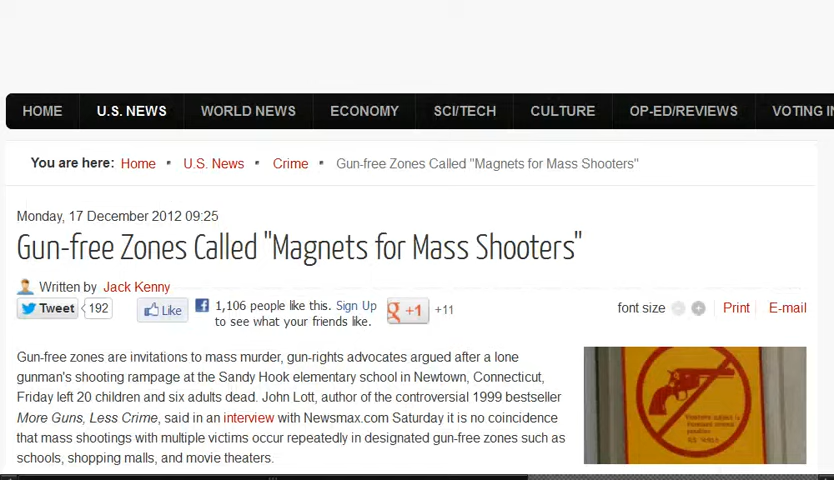 HOME U.S. NEWS WORLD NEWS ECONOMY SCI/TECH CULTURE OP-ED/REVIEWS VOTING IN
You are here: Home U.S. News Crime Gun-free Zones Called "Magnets for Mass Shooters"
Monday, 17 December 2012 09:25
Gun-free Zones Called "Magnets for Mass Shooters"
Written by Jack Kenny
Tweet 192 Like 1,106 people like this. Sign Up to see what your friends like. +1 +11 font size Print E-mail
Gun-free zones are invitations to mass murder, gun-rights advocates argued after a lone
gunman's shooting rampage at the Sandy Hook elementary school in Newtown, Connecticut,
Friday left 20 children and six adults dead. John Lott, author of the controversial 1999 bestseller
More Guns, Less Crime, said in an interview with Newsmax.com Saturday it is no coincidence
that mass shootings with multiple victims occur repeatedly in designated gun-free zones such as
schools, shopping malls, and movie theaters.